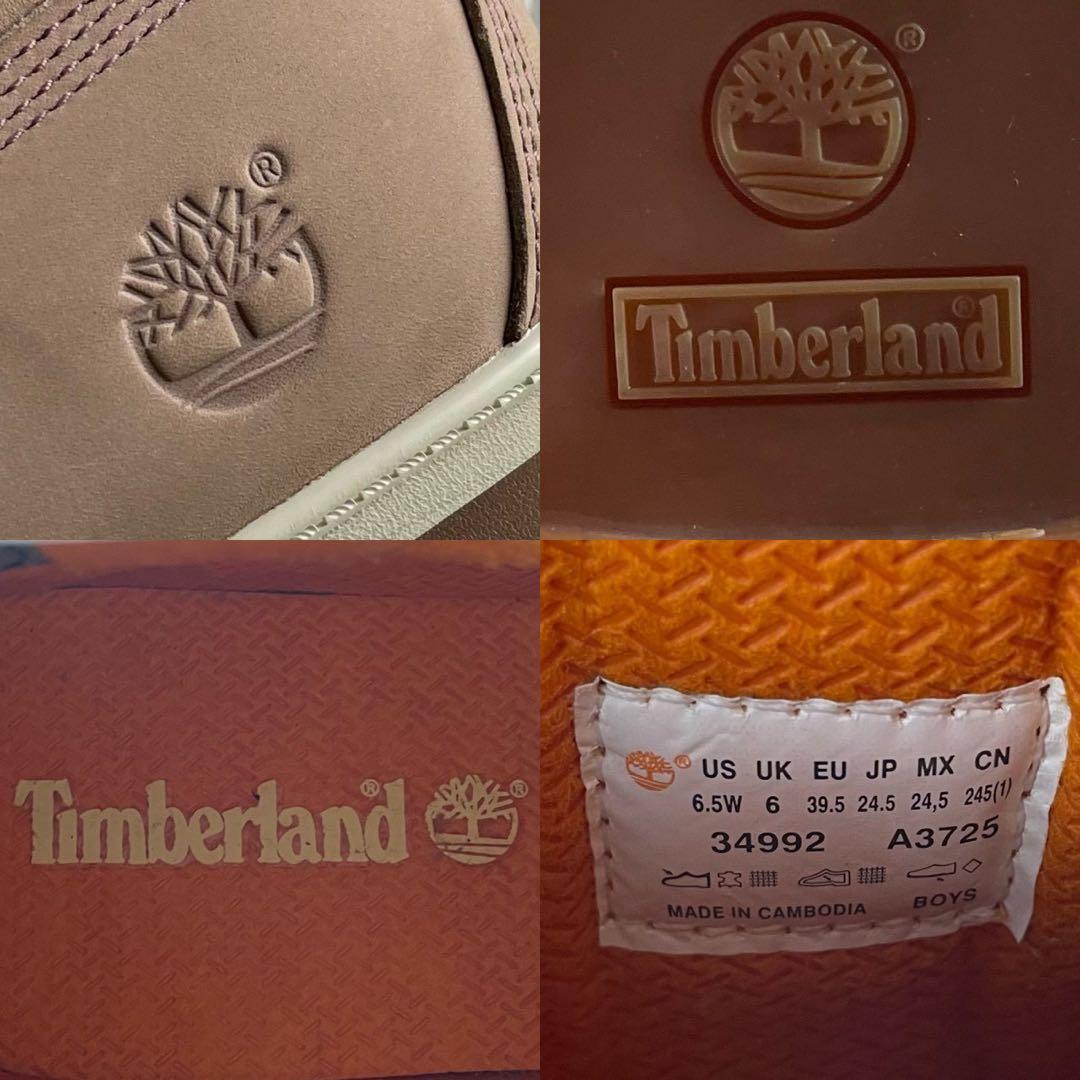 ®
®
Timberland®
Timberland® ®
® US UK EU JP MX CN
6.5W 6 39.5 24.5 24,5 245(1)
34992 A3725
MADE IN CAMBODIA BOYS